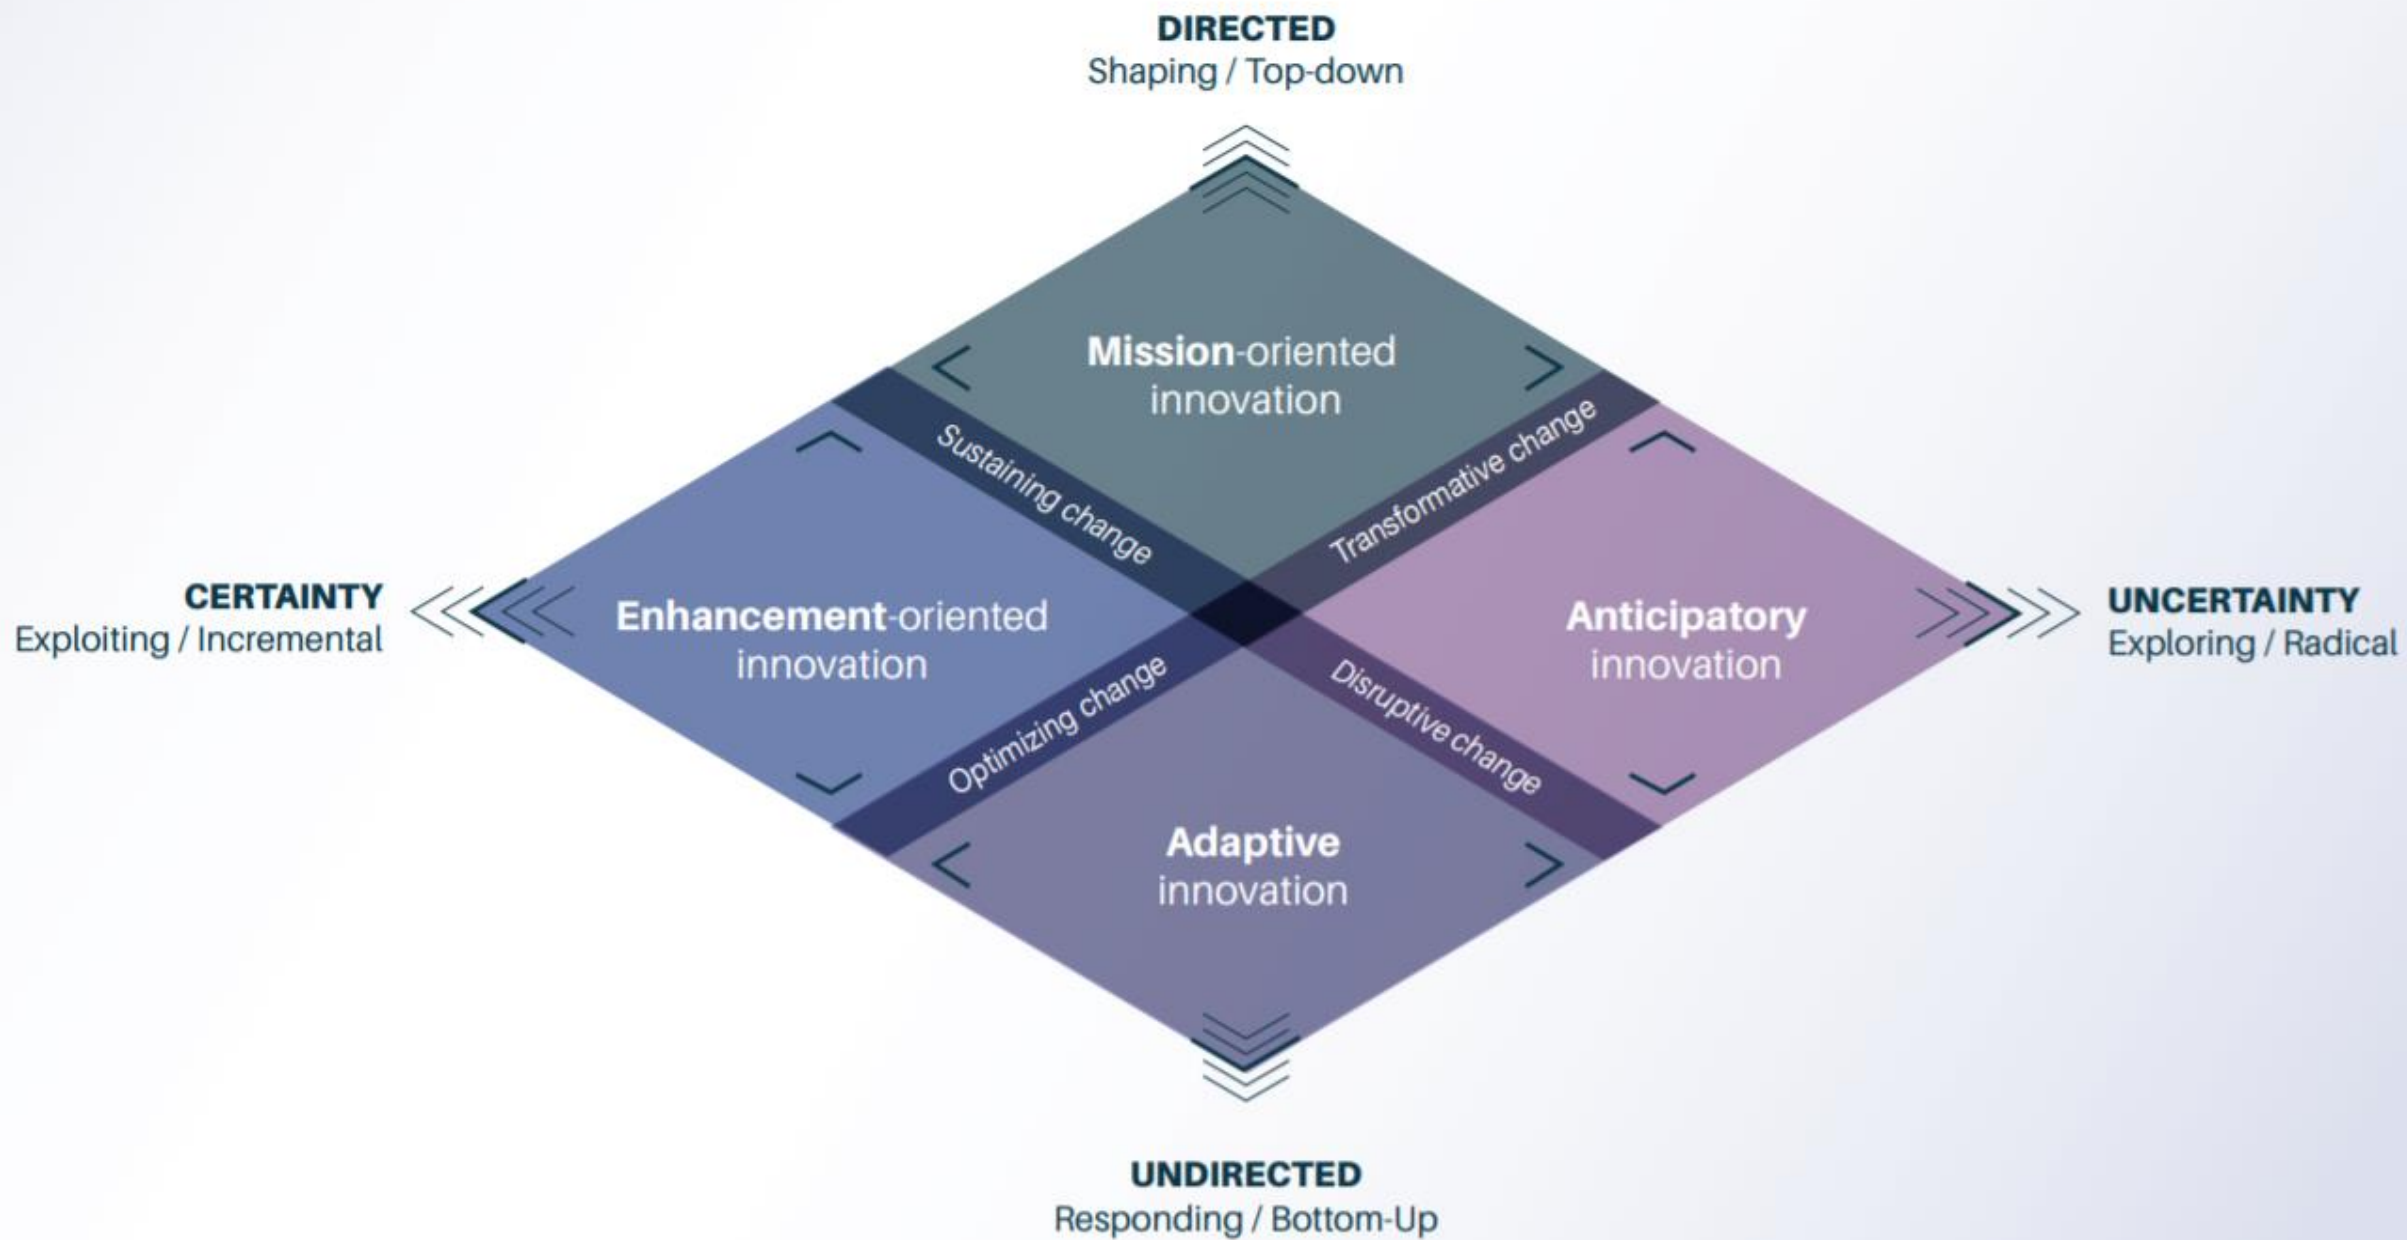 DIRECTED
Shaping / Top-down
Mission-oriented
innovation
Sustaining change
Transformative change
CERTAINTY
Exploiting / Incremental
Enhancement-oriented
innovation
Anticipatory
innovation
UNCERTAINTY
Exploring / Radical
Optimizing change
Disruptive change
Adaptive
innovation
UNDIRECTED
Responding / Bottom-Up